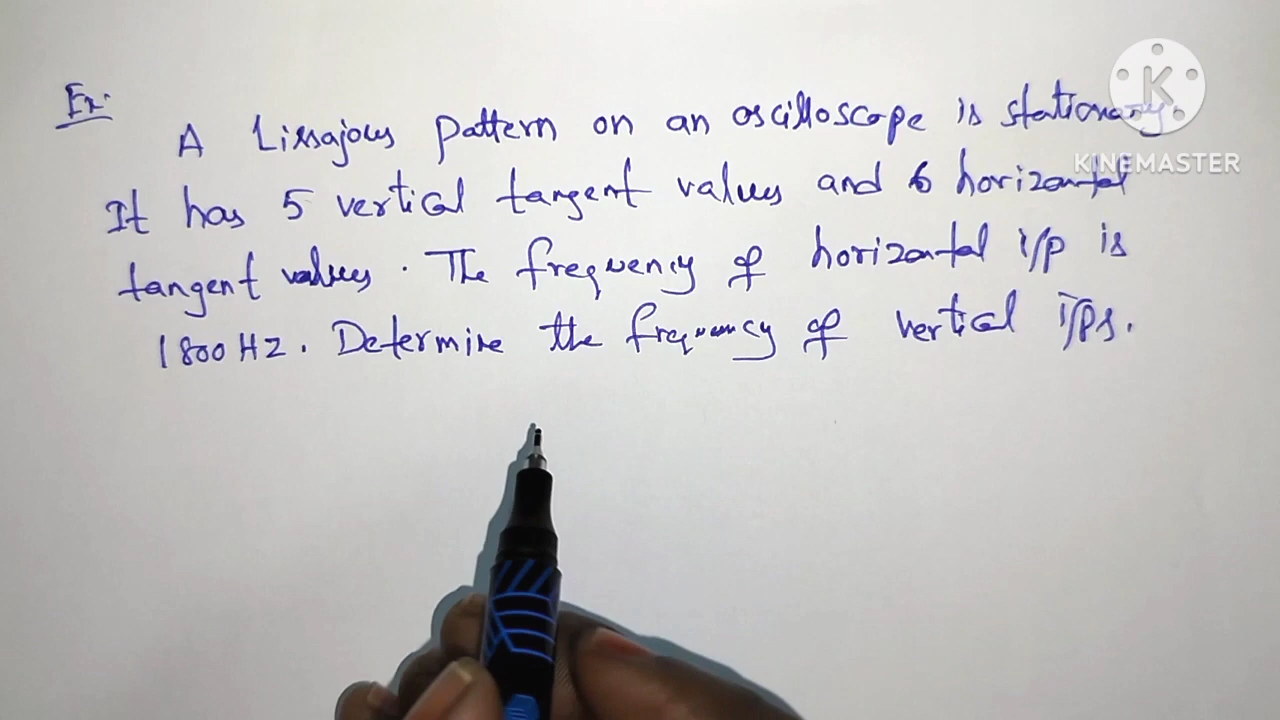 Ex:
A Lissajous pattern on an oscilloscope is stationary.
It has 5 vertical tangent values and 6 horizontal
tangent values. The frequency of horizontal i/p is
1800 HZ. Determine the frequency of vertical i/ps.
K
KINEMASTER